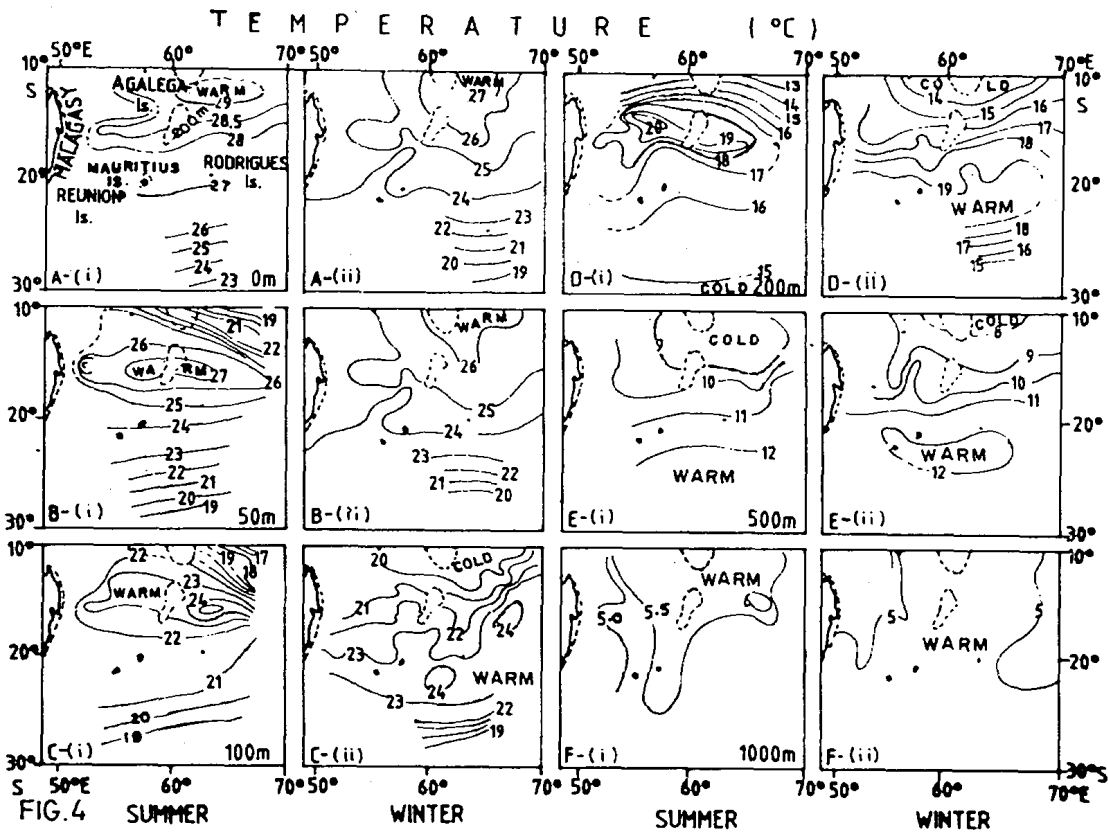 TEMPERATURE (°C)
50°E 60° 70° 50° 60° 70° 50° 60° 70° 50° 60° 70°
10°
S
AGALEGA
Is.
WARM
29
28.5
28
200m
MALAGASY
MAURITIUS
Is.
RODRIGUES
Is.
REUNION
Is.
20°
27
26
25
24
23
30°
A-(i) 0m
WARM
27
26
25
24
23
22
21
20
19
A-(ii)
13
14
15
16
20
19
18
17
16
15
COLD
D-(i) 200m
COLD
14
15
16
17
18
19
WARM
18
17
16
15
D-(ii)
10°
S
20°
30°
10°
19
21
22
26
WARM
27
26
25
24
23
22
21
20
19
20°
30°
B-(i) 50m
WARM
26
25
24
23
22
21
20
B-(ii)
9
COLD
10
11
12
WARM
E-(i) 500m
COLD
9
10
11
WARM
12
E-(ii)
10°
20°
30°
10°
22
19
17
18
23
WARM
24
22
21
20
20°
30°
S
C-(i) 100m
20
COLD
21
22
24
23
WARM
24
23
22
19
C-(ii)
WARM
5.0
5.5
F-(i) 1000m
5
5
WARM
F-(ii)
10°
20°
30°S
50°E 60° 70° 50° 60° 70° 50° 60° 70° 50° 60° 70°E
FIG.4 SUMMER WINTER SUMMER WINTER